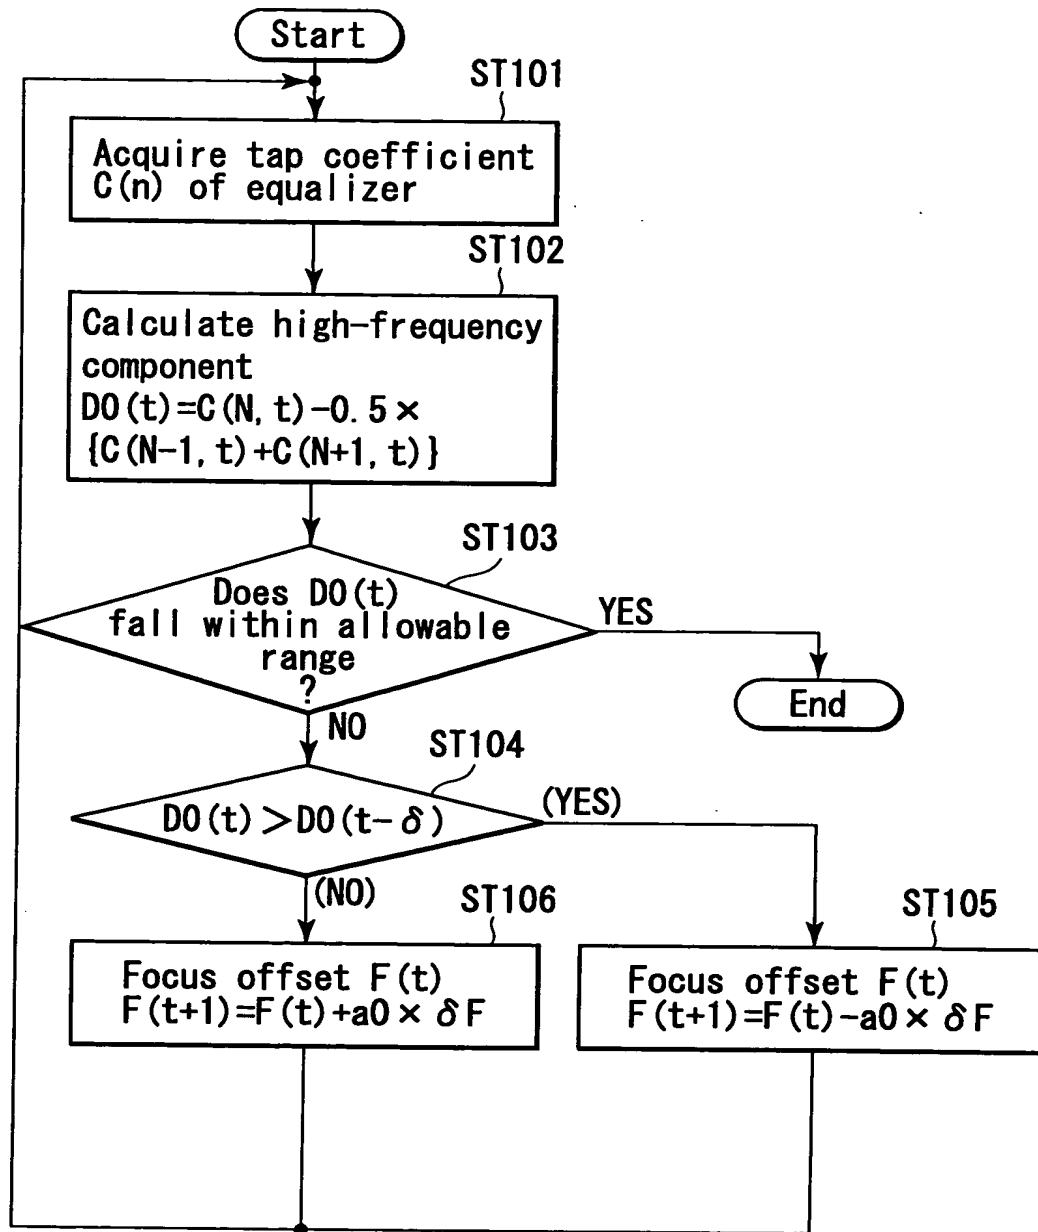 Start
ST101
Acquire tap coefficient
C(n) of equalizer
ST102
Calculate high-frequency
component
D0(t)=C(N,t)-0.5×
{C(N-1,t)+C(N+1,t)}
ST103
Does D0(t)
fall within allowable
range
?
YES
End
NO
ST104
D0(t)>D0(t-δ)
(YES)
(NO)
ST106
Focus offset F(t)
F(t+1)=F(t)+a0×δF
ST105
Focus offset F(t)
F(t+1)=F(t)-a0×δF